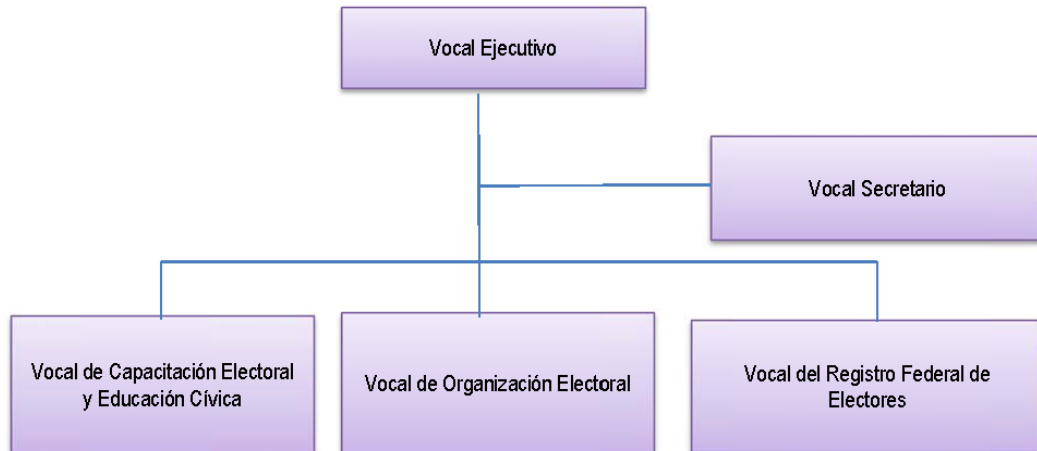 Vocal Ejecutivo
Vocal Secretario
Vocal de Capacitación Electoral
y Educación Cívica
Vocal de Organización Electoral
Vocal del Registro Federal de
Electores